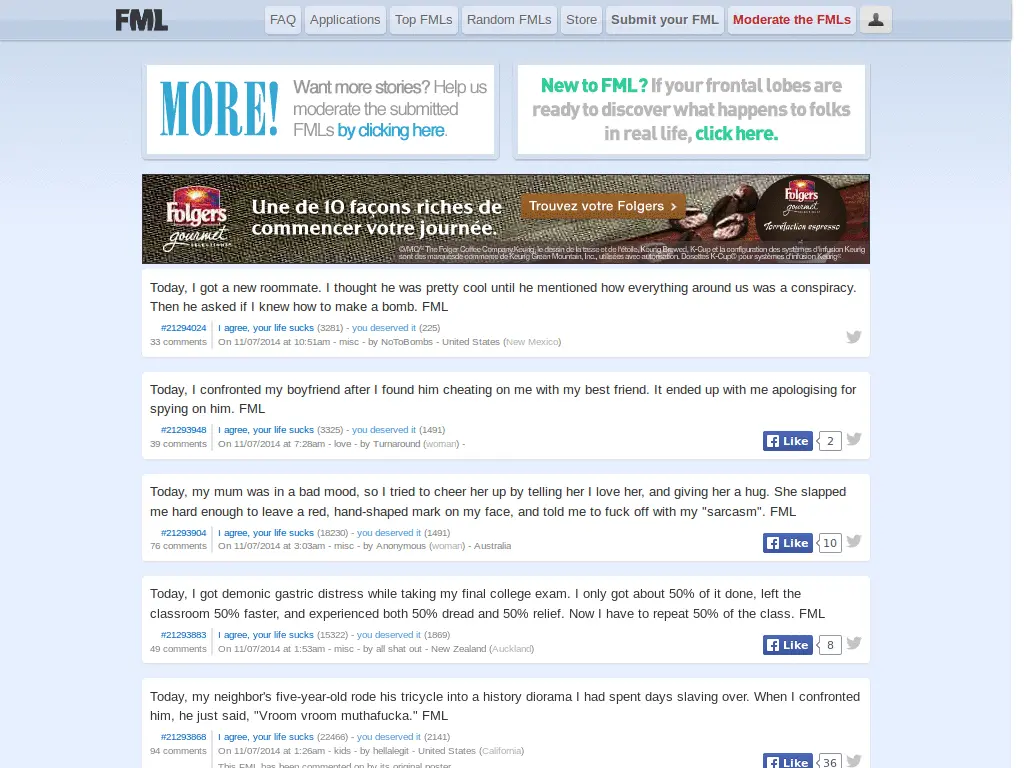 FML
FAQ
Applications
Top FMLs
Random FMLs
Store
Submit your FML
Moderate the FMLs
MORE!
Want more stories? Help us
moderate the submitted
FMLs by clicking here.
New to FML? If your frontal lobes are
ready to discover what happens to folks
in real life, click here.
Folgers
gourmet
SELECTIONS
Une de 10 façons riches de
commencer votre journée.
Trouvez votre Folgers >
Folgers
gourmet
Torréfaction espresso
©/MC/® The Folger Coffee Company. Keurig, le dessin de la tasse et de l'étoile, Keurig Brewed, K-Cup et la configuration des systèmes d'infusion Keurig
sont des marques de commerce de Keurig Green Mountain, Inc., utilisées avec autorisation. Dosettes K-Cup® pour systèmes d'infusion Keurig®
Today, I got a new roommate. I thought he was pretty cool until he mentioned how everything around us was a conspiracy.
Then he asked if I knew how to make a bomb. FML
#21294024 I agree, your life sucks (3281) - you deserved it (225)
33 comments On 11/07/2014 at 10:51am - misc - by NoToBombs - United States (New Mexico)
Today, I confronted my boyfriend after I found him cheating on me with my best friend. It ended up with me apologising for
spying on him. FML
#21293948 I agree, your life sucks (3325) - you deserved it (1491)
39 comments On 11/07/2014 at 7:28am - love - by Turnaround (woman) -
Like 2
Today, my mum was in a bad mood, so I tried to cheer her up by telling her I love her, and giving her a hug. She slapped
me hard enough to leave a red, hand-shaped mark on my face, and told me to fuck off with my "sarcasm". FML
#21293904 I agree, your life sucks (18230) - you deserved it (1491)
76 comments On 11/07/2014 at 3:03am - misc - by Anonymous (woman) - Australia
Like 10
Today, I got demonic gastric distress while taking my final college exam. I only got about 50% of it done, left the
classroom 50% faster, and experienced both 50% dread and 50% relief. Now I have to repeat 50% of the class. FML
#21293883 I agree, your life sucks (15322) - you deserved it (1869)
49 comments On 11/07/2014 at 1:53am - misc - by all shat out - New Zealand (Auckland)
Like 8
Today, my neighbor's five-year-old rode his tricycle into a history diorama I had spent days slaving over. When I confronted
him, he just said, "Vroom vroom muthafucka." FML
#21293868 I agree, your life sucks (22466) - you deserved it (2141)
94 comments On 11/07/2014 at 1:26am - kids - by hellalegit - United States (California)
Like 36
This FML has been commented on by its original poster